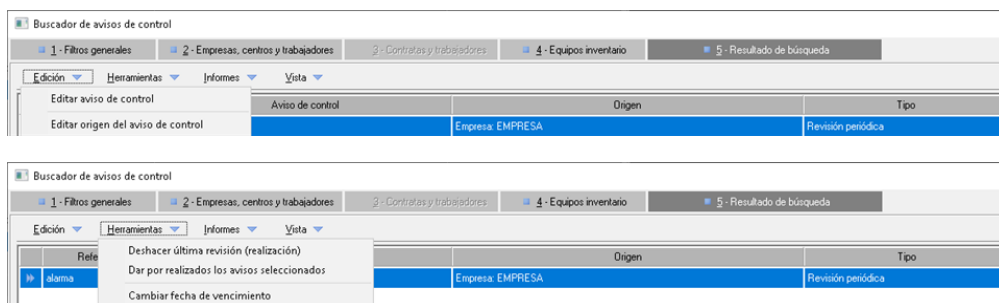 Buscador de avisos de control
1 - Filtros generales 2 - Empresas, centros y trabajadores 3 - Contratas y trabajadores 4 - Equipos inventario 5 - Resultado de búsqueda
Edición Herramientas Informes Vista
Editar aviso de control
Aviso de control Origen Tipo
Editar origen del aviso de control
Empresa: EMPRESA Revisión periódica
Buscador de avisos de control
1 - Filtros generales 2 - Empresas, centros y trabajadores 3 - Contratas y trabajadores 4 - Equipos inventario 5 - Resultado de búsqueda
Edición Herramientas Informes Vista
Deshacer última revisión (realización)
Refe Origen Tipo
Dar por realizados los avisos seleccionados
alarma Empresa: EMPRESA Revisión periódica
Cambiar fecha de vencimiento